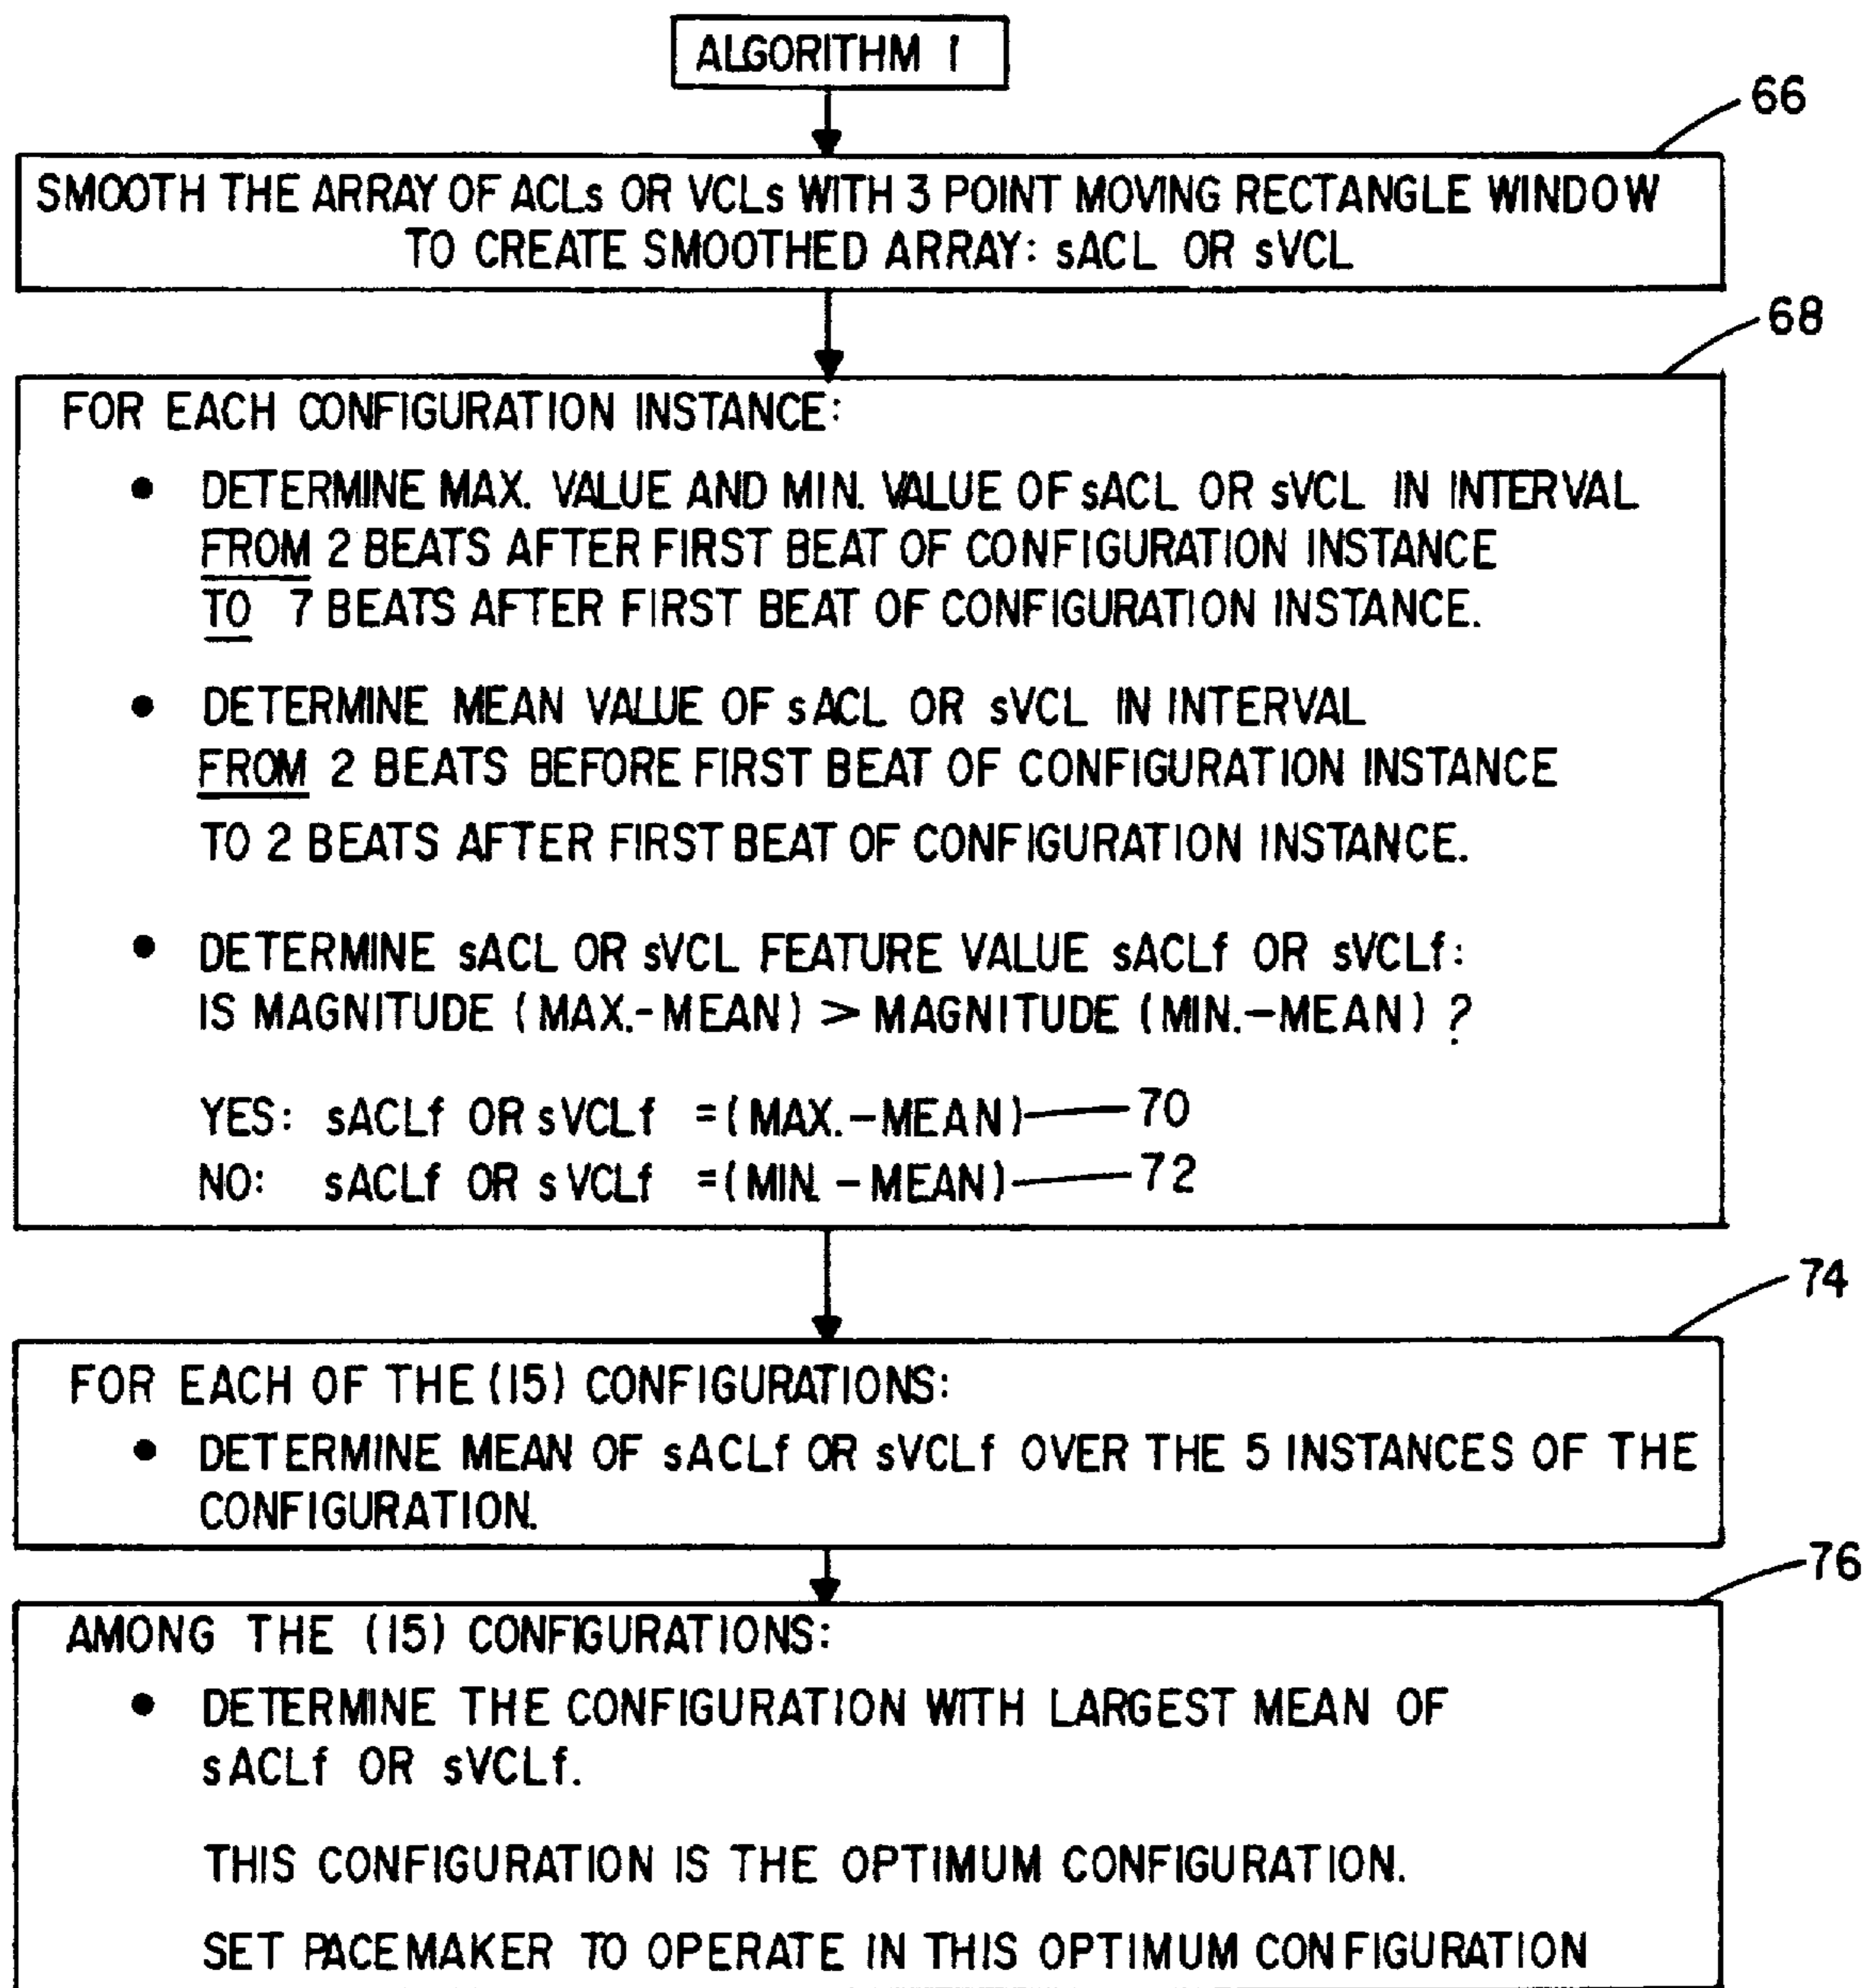 ALGORITHM 1
66
SMOOTH THE ARRAY OF ACLs OR VCLs WITH 3 POINT MOVING RECTANGLE WINDOW
TO CREATE SMOOTHED ARRAY: sACL OR sVCL
68
FOR EACH CONFIGURATION INSTANCE:
• DETERMINE MAX. VALUE AND MIN. VALUE OF sACL OR sVCL IN INTERVAL
FROM 2 BEATS AFTER FIRST BEAT OF CONFIGURATION INSTANCE
TO 7 BEATS AFTER FIRST BEAT OF CONFIGURATION INSTANCE.
• DETERMINE MEAN VALUE OF sACL OR sVCL IN INTERVAL
FROM 2 BEATS BEFORE FIRST BEAT OF CONFIGURATION INSTANCE
TO 2 BEATS AFTER FIRST BEAT OF CONFIGURATION INSTANCE.
• DETERMINE sACL OR sVCL FEATURE VALUE sACLf OR sVCLf:
IS MAGNITUDE (MAX.-MEAN) > MAGNITUDE (MIN.-MEAN) ?
YES: sACLf OR sVCLf =(MAX.-MEAN) 70
NO: sACLf OR sVCLf =(MIN. - MEAN) 72
74
FOR EACH OF THE (15) CONFIGURATIONS:
• DETERMINE MEAN OF sACLf OR sVCLf OVER THE 5 INSTANCES OF THE
CONFIGURATION.
76
AMONG THE (15) CONFIGURATIONS:
• DETERMINE THE CONFIGURATION WITH LARGEST MEAN OF
sACLf OR sVCLf.
THIS CONFIGURATION IS THE OPTIMUM CONFIGURATION.
SET PACEMAKER TO OPERATE IN THIS OPTIMUM CONFIGURATION